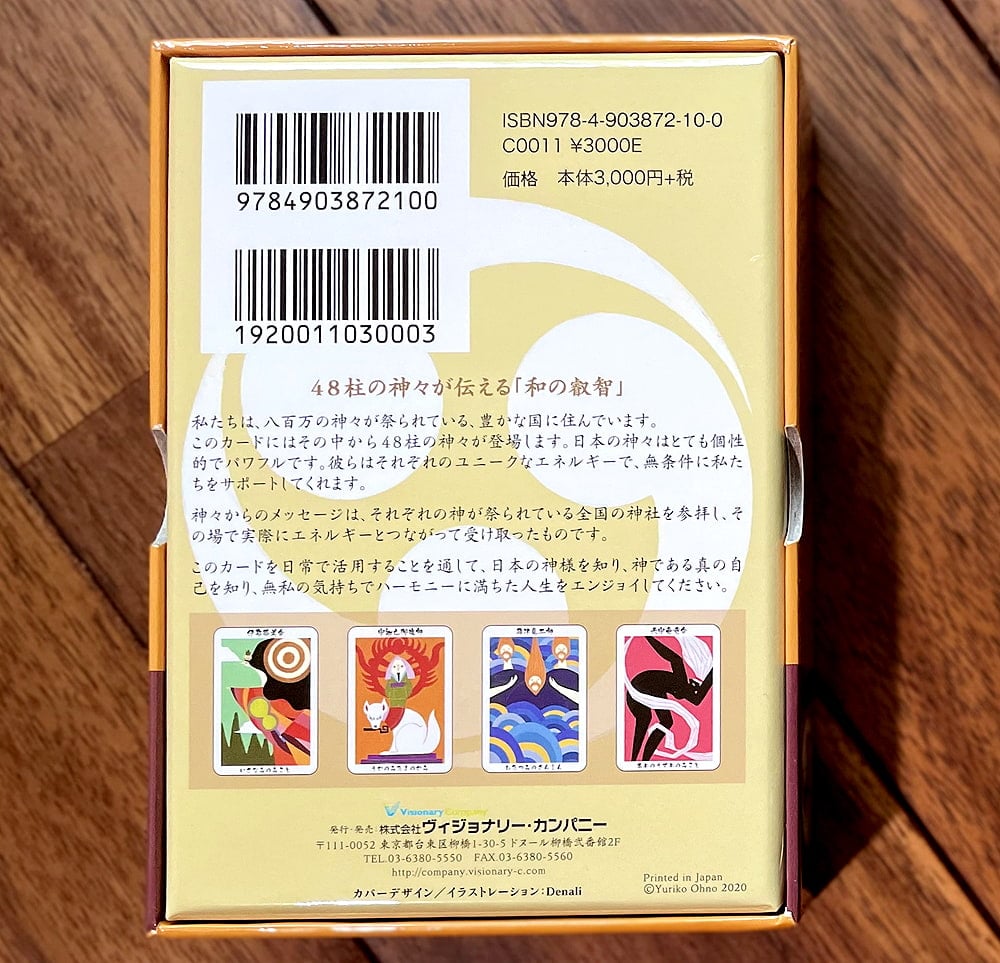 ISBN978-4-903872-10-0
C0011 ¥3000E
価格　本体3,000円+税
9784903872100
1920011030003
48柱の神々が伝える「和の叡智」
私たちは、八百万の神々が祭られている、豊かな国に住んでいます。
このカードにはその中から48柱の神々が登場します。日本の神々はとても個性
的でパワフルです。彼らはそれぞれのユニークなエネルギーで、無条件に私た
ちをサポートしてくれます。
神々からのメッセージは、それぞれの神が祭られている全国の神社を参拝し、そ
の場で実際にエネルギーとつながって受け取ったものです。
このカードを日常で活用することを通して、日本の神様を知り、神である真の自
己を知り、無私の気持ちでハーモニーに満ちた人生をエンジョイしてください。
Visionary Company
発行・発売：株式会社ヴィジョナリー・カンパニー
〒111-0052 東京都台東区柳橋1-30-5 ドヌール柳橋弐番館2F
TEL.03-6380-5550　FAX.03-6380-5560
http://company.visionary-c.com
カバーデザイン／イラストレーション：Denali
Printed in Japan
©Yuriko Ohno 2020